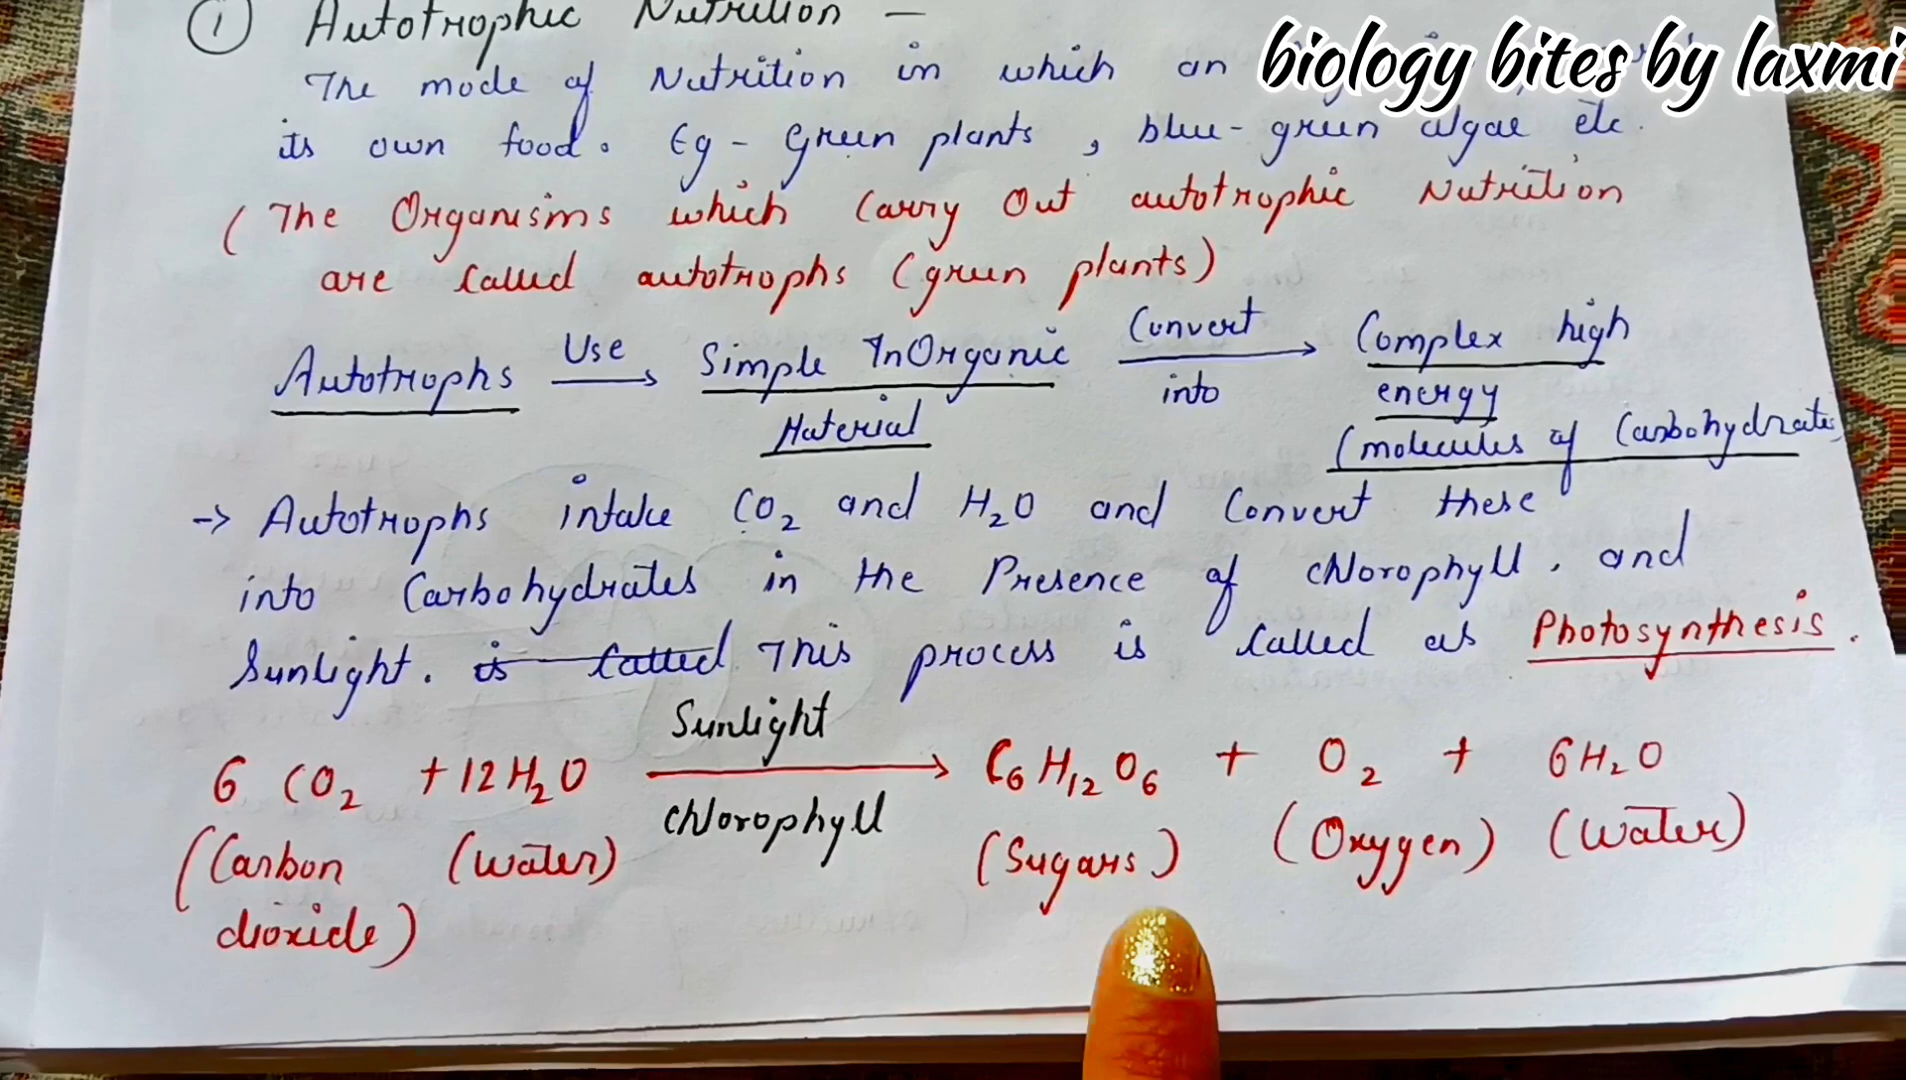 ① Autotrophic Nutrition —
biology bites by laxmi
The mode of Nutrition in which an
its own food. Eg - Green plants, blue-green algae etc.
(The Organisms which Carry Out autotrophic Nutrition
are Called autotrophs (green plants)
Autotrophs Use → Simple InOrganic Convert into → Complex high
Material energy
(molecules of Carbohydrates
-> Autotrophs intake CO₂ and H₂O and Convert these
into Carbohydrates in the Presence of chlorophyll, and
Sunlight. is called This process is called as Photosynthesis.
Sunlight
6 CO₂ + 12H₂O → C₆H₁₂O₆ + O₂ + 6H₂O
chlorophyll
(Carbon (Water) (Sugars) (Oxygen) (Water)
dioxide)